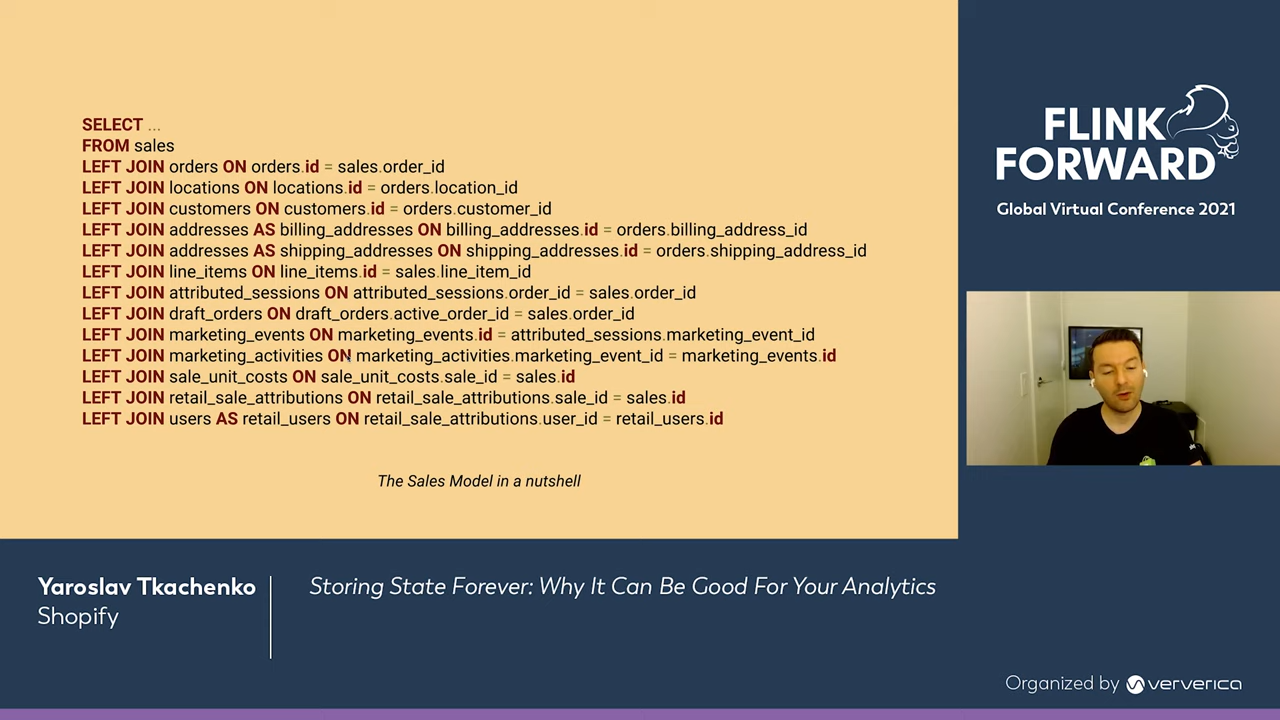 SELECT ...
FROM sales
LEFT JOIN orders ON orders.id = sales.order_id
LEFT JOIN locations ON locations.id = orders.location_id
LEFT JOIN customers ON customers.id = orders.customer_id
LEFT JOIN addresses AS billing_addresses ON billing_addresses.id = orders.billing_address_id
LEFT JOIN addresses AS shipping_addresses ON shipping_addresses.id = orders.shipping_address_id
LEFT JOIN line_items ON line_items.id = sales.line_item_id
LEFT JOIN attributed_sessions ON attributed_sessions.order_id = sales.order_id
LEFT JOIN draft_orders ON draft_orders.active_order_id = sales.order_id
LEFT JOIN marketing_events ON marketing_events.id = attributed_sessions.marketing_event_id
LEFT JOIN marketing_activities ON marketing_activities.marketing_event_id = marketing_events.id
LEFT JOIN sale_unit_costs ON sale_unit_costs.sale_id = sales.id
LEFT JOIN retail_sale_attributions ON retail_sale_attributions.sale_id = sales.id
LEFT JOIN users AS retail_users ON retail_sale_attributions.user_id = retail_users.id
The Sales Model in a nutshell
FLINK
FORWARD
Global Virtual Conference 2021
Yaroslav Tkachenko
Shopify
Storing State Forever: Why It Can Be Good For Your Analytics
Organized by ververica